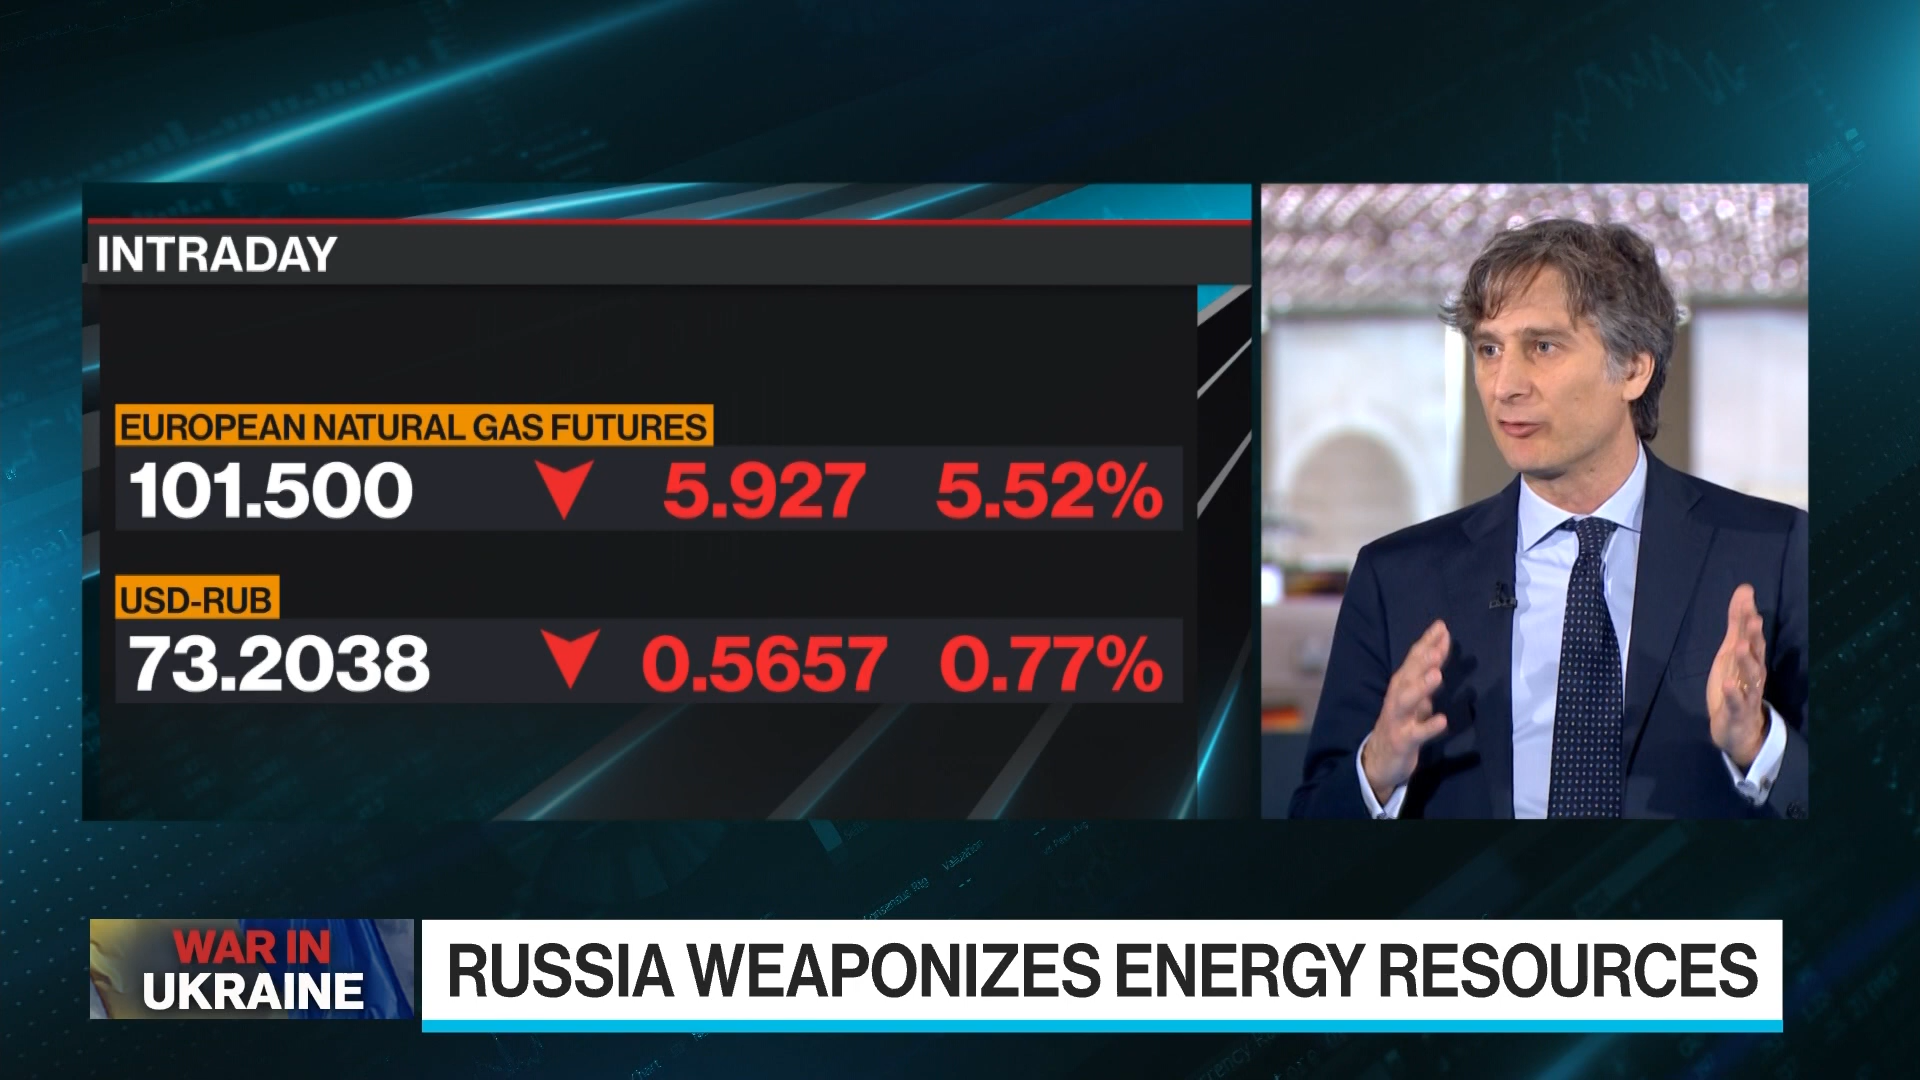 INTRADAY
EUROPEAN NATURAL GAS FUTURES
101.500 5.927 5.52%
USD-RUB
73.2038 0.5657 0.77%
Valuation
WAR IN
UKRAINE
RUSSIA WEAPONIZES ENERGY RESOURCES